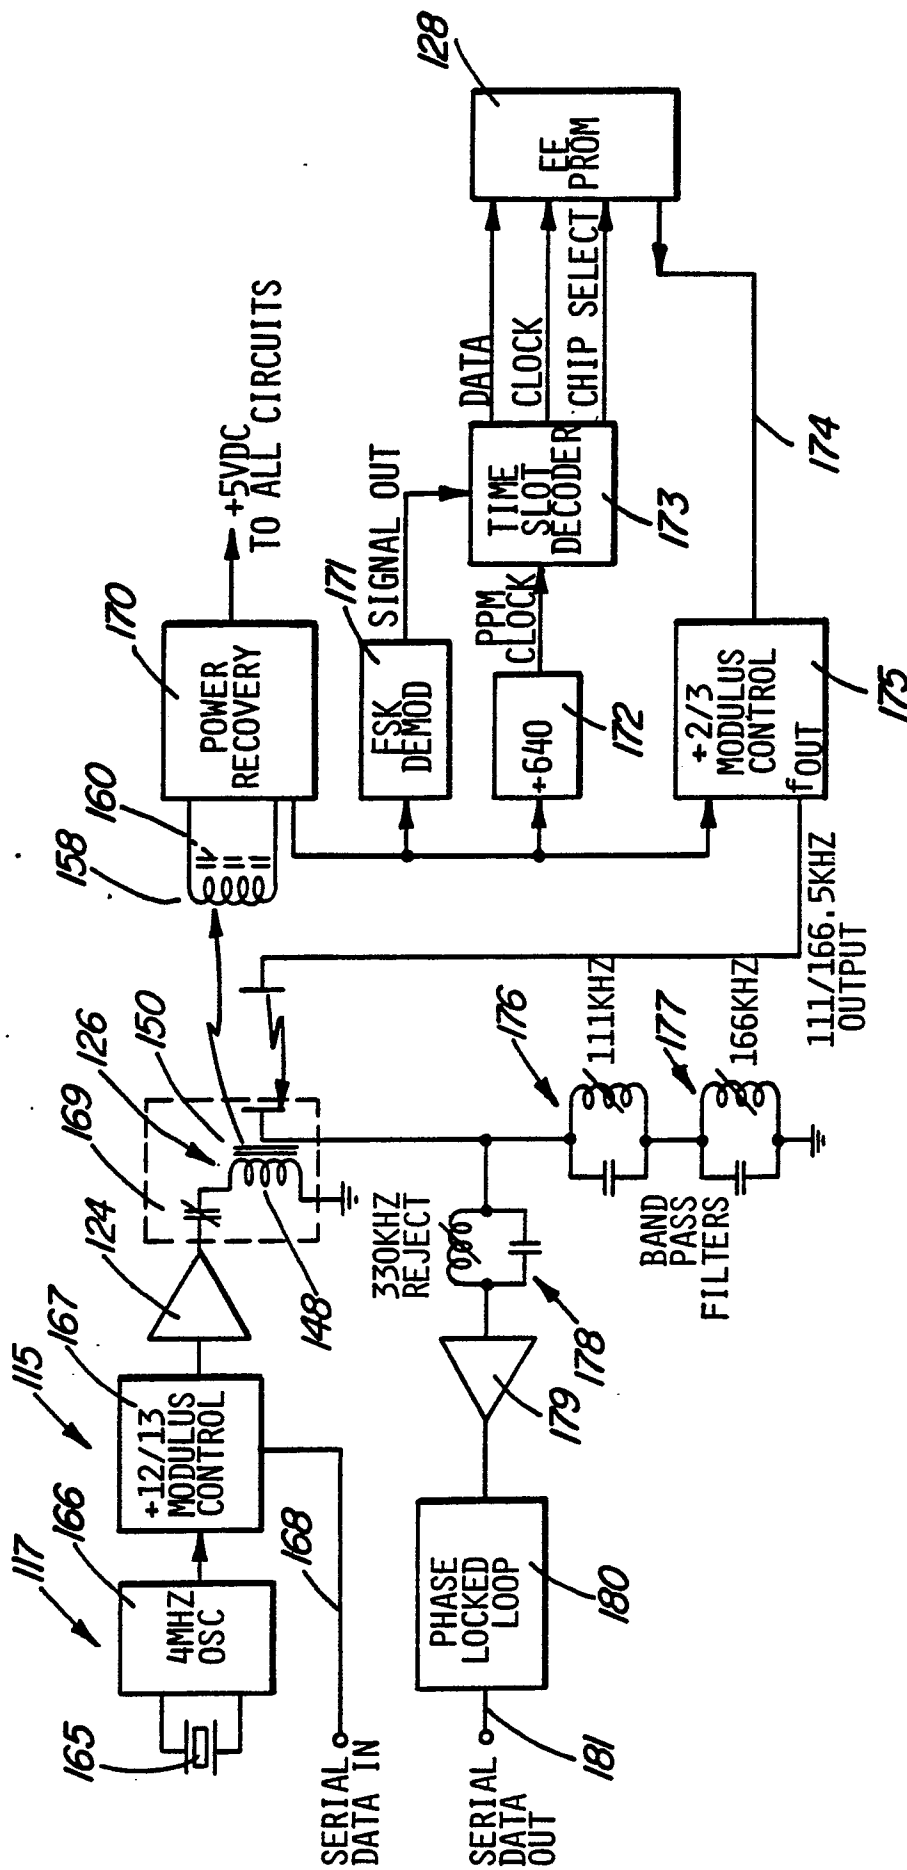 117
166
115
167
124
169
126
150
158
160
170
165
4MHZ
OSC
+12/13
MODULUS
CONTROL
168
148
POWER
RECOVERY
+5VDC
TO ALL CIRCUITS
SERIAL
DATA IN
330KHZ
REJECT
171
FSK
DEMOD
SIGNAL OUT
PHASE
LOCKED
LOOP
180
179
178
176
111KHZ
177
166KHZ
BAND
PASS
FILTERS
+640
172
PPM
CLOCK
TIME
SLOT
DECODER
173
DATA
CLOCK
CHIP SELECT
EE
PROM
128
SERIAL
DATA
OUT
181
+2/3
MODULUS
CONTROL
fOUT
175
174
111/166.5KHZ
OUTPUT